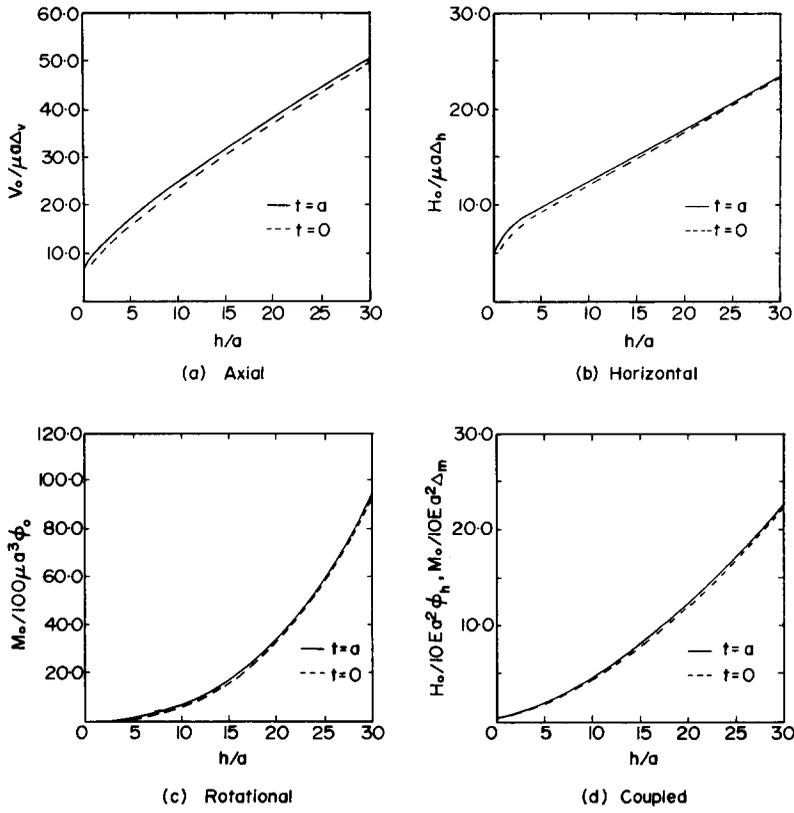 60·0
50·0
40·0
30·0
20·0
10·0
V₀/μaΔᵥ
t=a
t=0
0 5 10 15 20 25 30
h/a
(a) Axial
30·0
20·0
10·0
H₀/μaΔₕ
t=a
t=0
0 5 10 15 20 25 30
h/a
(b) Horizontal
120·0
100·0
80·0
60·0
40·0
20·0
M₀/100μa³ϕ₀
t=a
t=0
0 5 10 15 20 25 30
h/a
(c) Rotational
30·0
20·0
10·0
H₀/10Ea²ϕₕ, M₀/10Ea²Δₘ
t=a
t=0
0 5 10 15 20 25 30
h/a
(d) Coupled